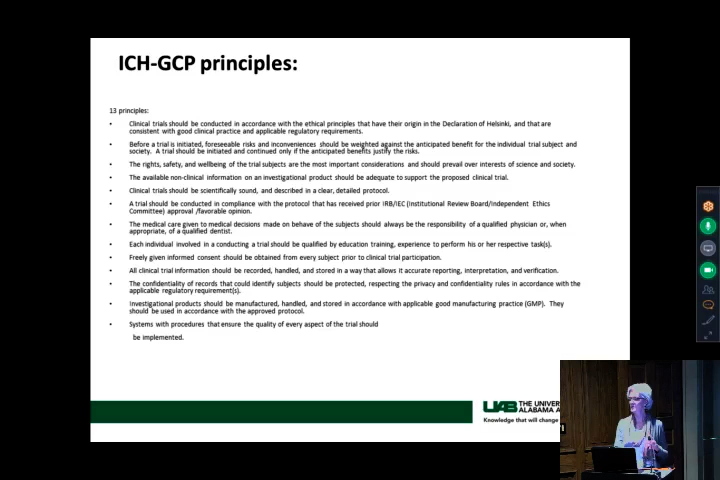 ICH-GCP principles:
13 principles:
• Clinical trials should be conducted in accordance with the ethical principles that have their origin in the Declaration of Helsinki, and that are
consistent with good clinical practice and applicable regulatory requirements.
• Before a trial is initiated, foreseeable risks and inconveniences should be weighted against the anticipated benefit for the individual trial subject and
society. A trial should be initiated and continued only if the anticipated benefits justify the risks.
• The rights, safety, and wellbeing of the trial subjects are the most important considerations and should prevail over interests of science and society.
• The available non-clinical information on an investigational product should be adequate to support the proposed clinical trial.
• Clinical trials should be scientifically sound, and described in a clear, detailed protocol.
• A trial should be conducted in compliance with the protocol that has received prior IRB/IEC (Institutional Review Board/Independent Ethics
Committee) approval /favorable opinion.
• The medical care given to medical decisions made on behave of the subjects should always be the responsibility of a qualified physician or, when
appropriate, of a qualified dentist.
• Each individual involved in a conducting a trial should be qualified by education training, experience to perform his or her respective task(s).
• Freely given informed consent should be obtained from every subject prior to clinical trial participation.
• All clinical trial information should be recorded, handled, and stored in a way that allows it accurate reporting, interpretation, and verification.
• The confidentiality of records that could identify subjects should be protected, respecting the privacy and confidentiality rules in accordance with the
applicable regulatory requirement(s).
• Investigational products should be manufactured, handled, and stored in accordance with applicable good manufacturing practice (GMP). They
should be used in accordance with the approved protocol.
• Systems with procedures that ensure the quality of every aspect of the trial should
be implemented.
UAB THE UNIVER
ALABAMA A
Knowledge that will change
ri